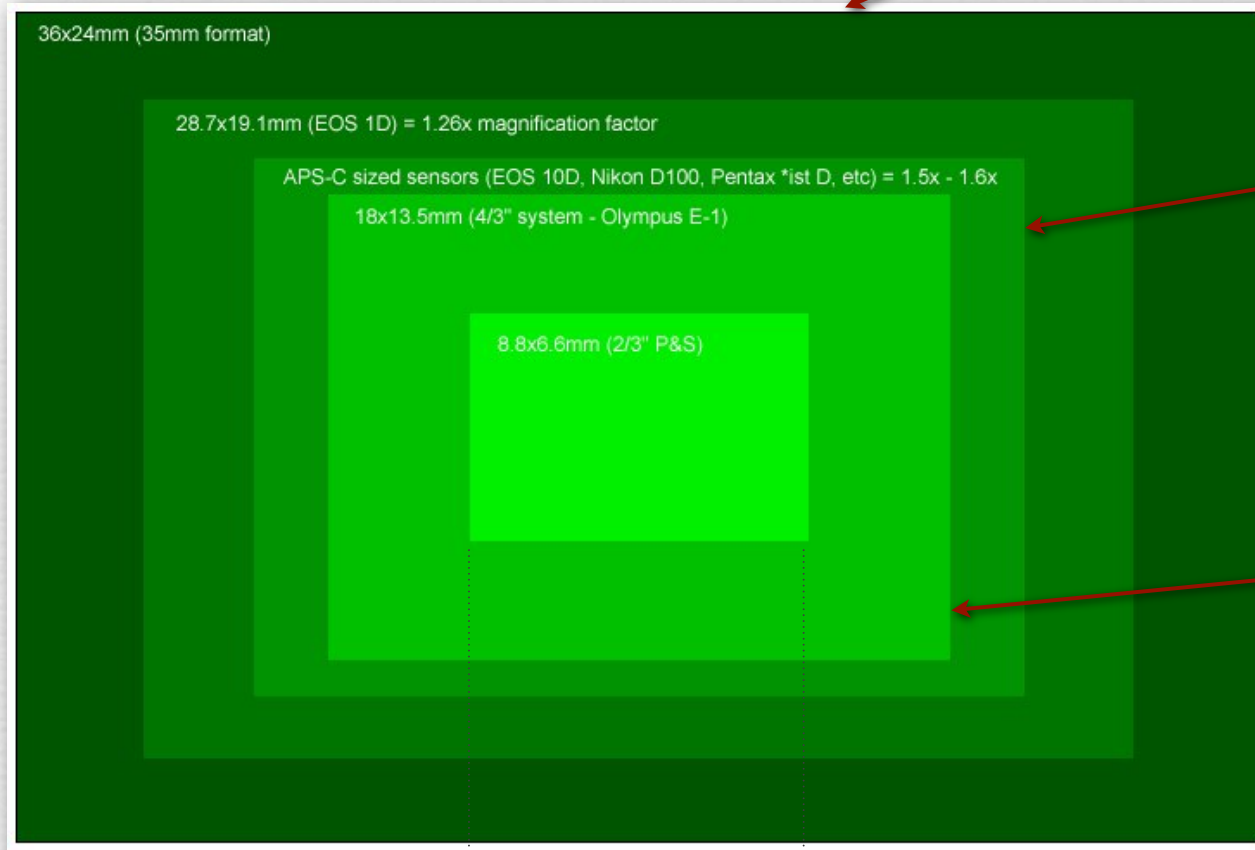 36x24mm (35mm format)
28.7x19.1mm (EOS 1D) = 1.26x magnification factor
APS-C sized sensors (EOS 10D, Nikon D100, Pentax *ist D, etc) = 1.5x - 1.6x
18x13.5mm (4/3" system - Olympus E-1)
8.8x6.6mm (2/3" P&S)